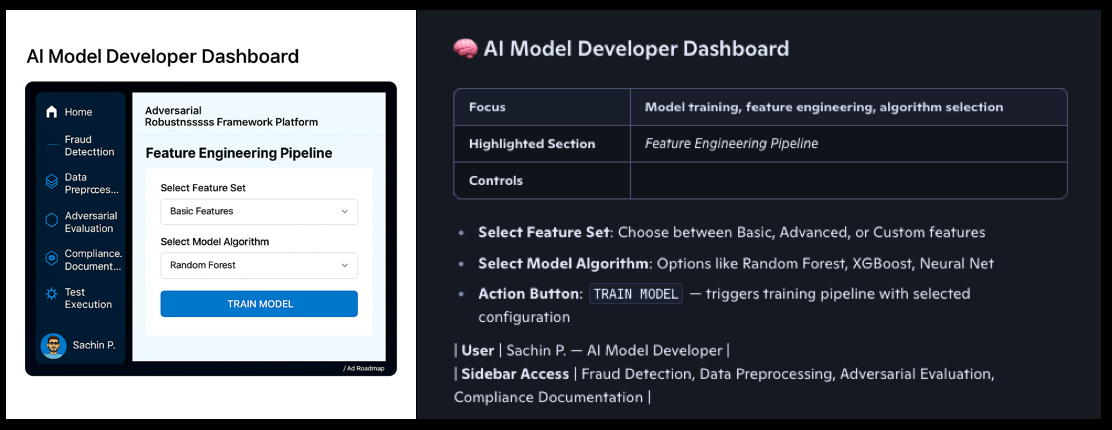 AI Model Developer Dashboard
Home
Fraud
Detecttion
Data
Preprocces...
Adversarial
Evaluation
Compliance.
Document...
Test
Execution
Sachin P.
Adversarial
Robustnsssss Framework Platform
Feature Engineering Pipeline
Select Feature Set
Basic Features
Select Model Algorithm
Random Forest
TRAIN MODEL
/ Ad Roadmap
🧠 AI Model Developer Dashboard
Focus Model training, feature engineering, algorithm selection
Highlighted Section Feature Engineering Pipeline
Controls
• Select Feature Set: Choose between Basic, Advanced, or Custom features
• Select Model Algorithm: Options like Random Forest, XGBoost, Neural Net
• Action Button: TRAIN MODEL — triggers training pipeline with selected
configuration
| User | Sachin P. — AI Model Developer |
| Sidebar Access | Fraud Detection, Data Preprocessing, Adversarial Evaluation,
Compliance Documentation |